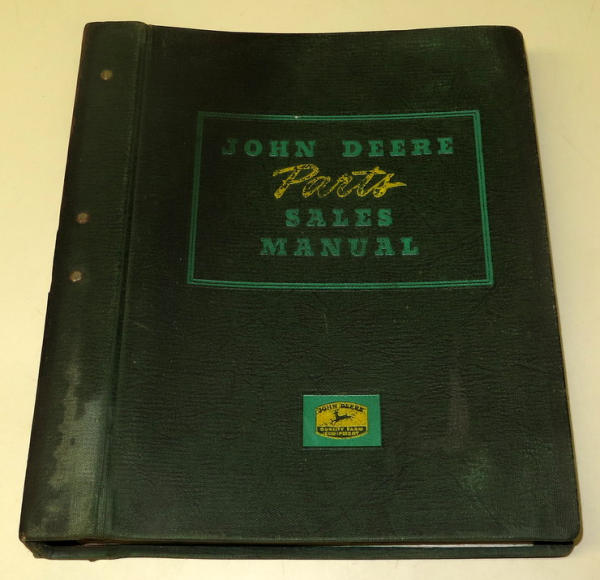 JOHN DEERE
Parts
SALES
MANUAL
JOHN DEERE
QUALITY FARM
EQUIPMENT